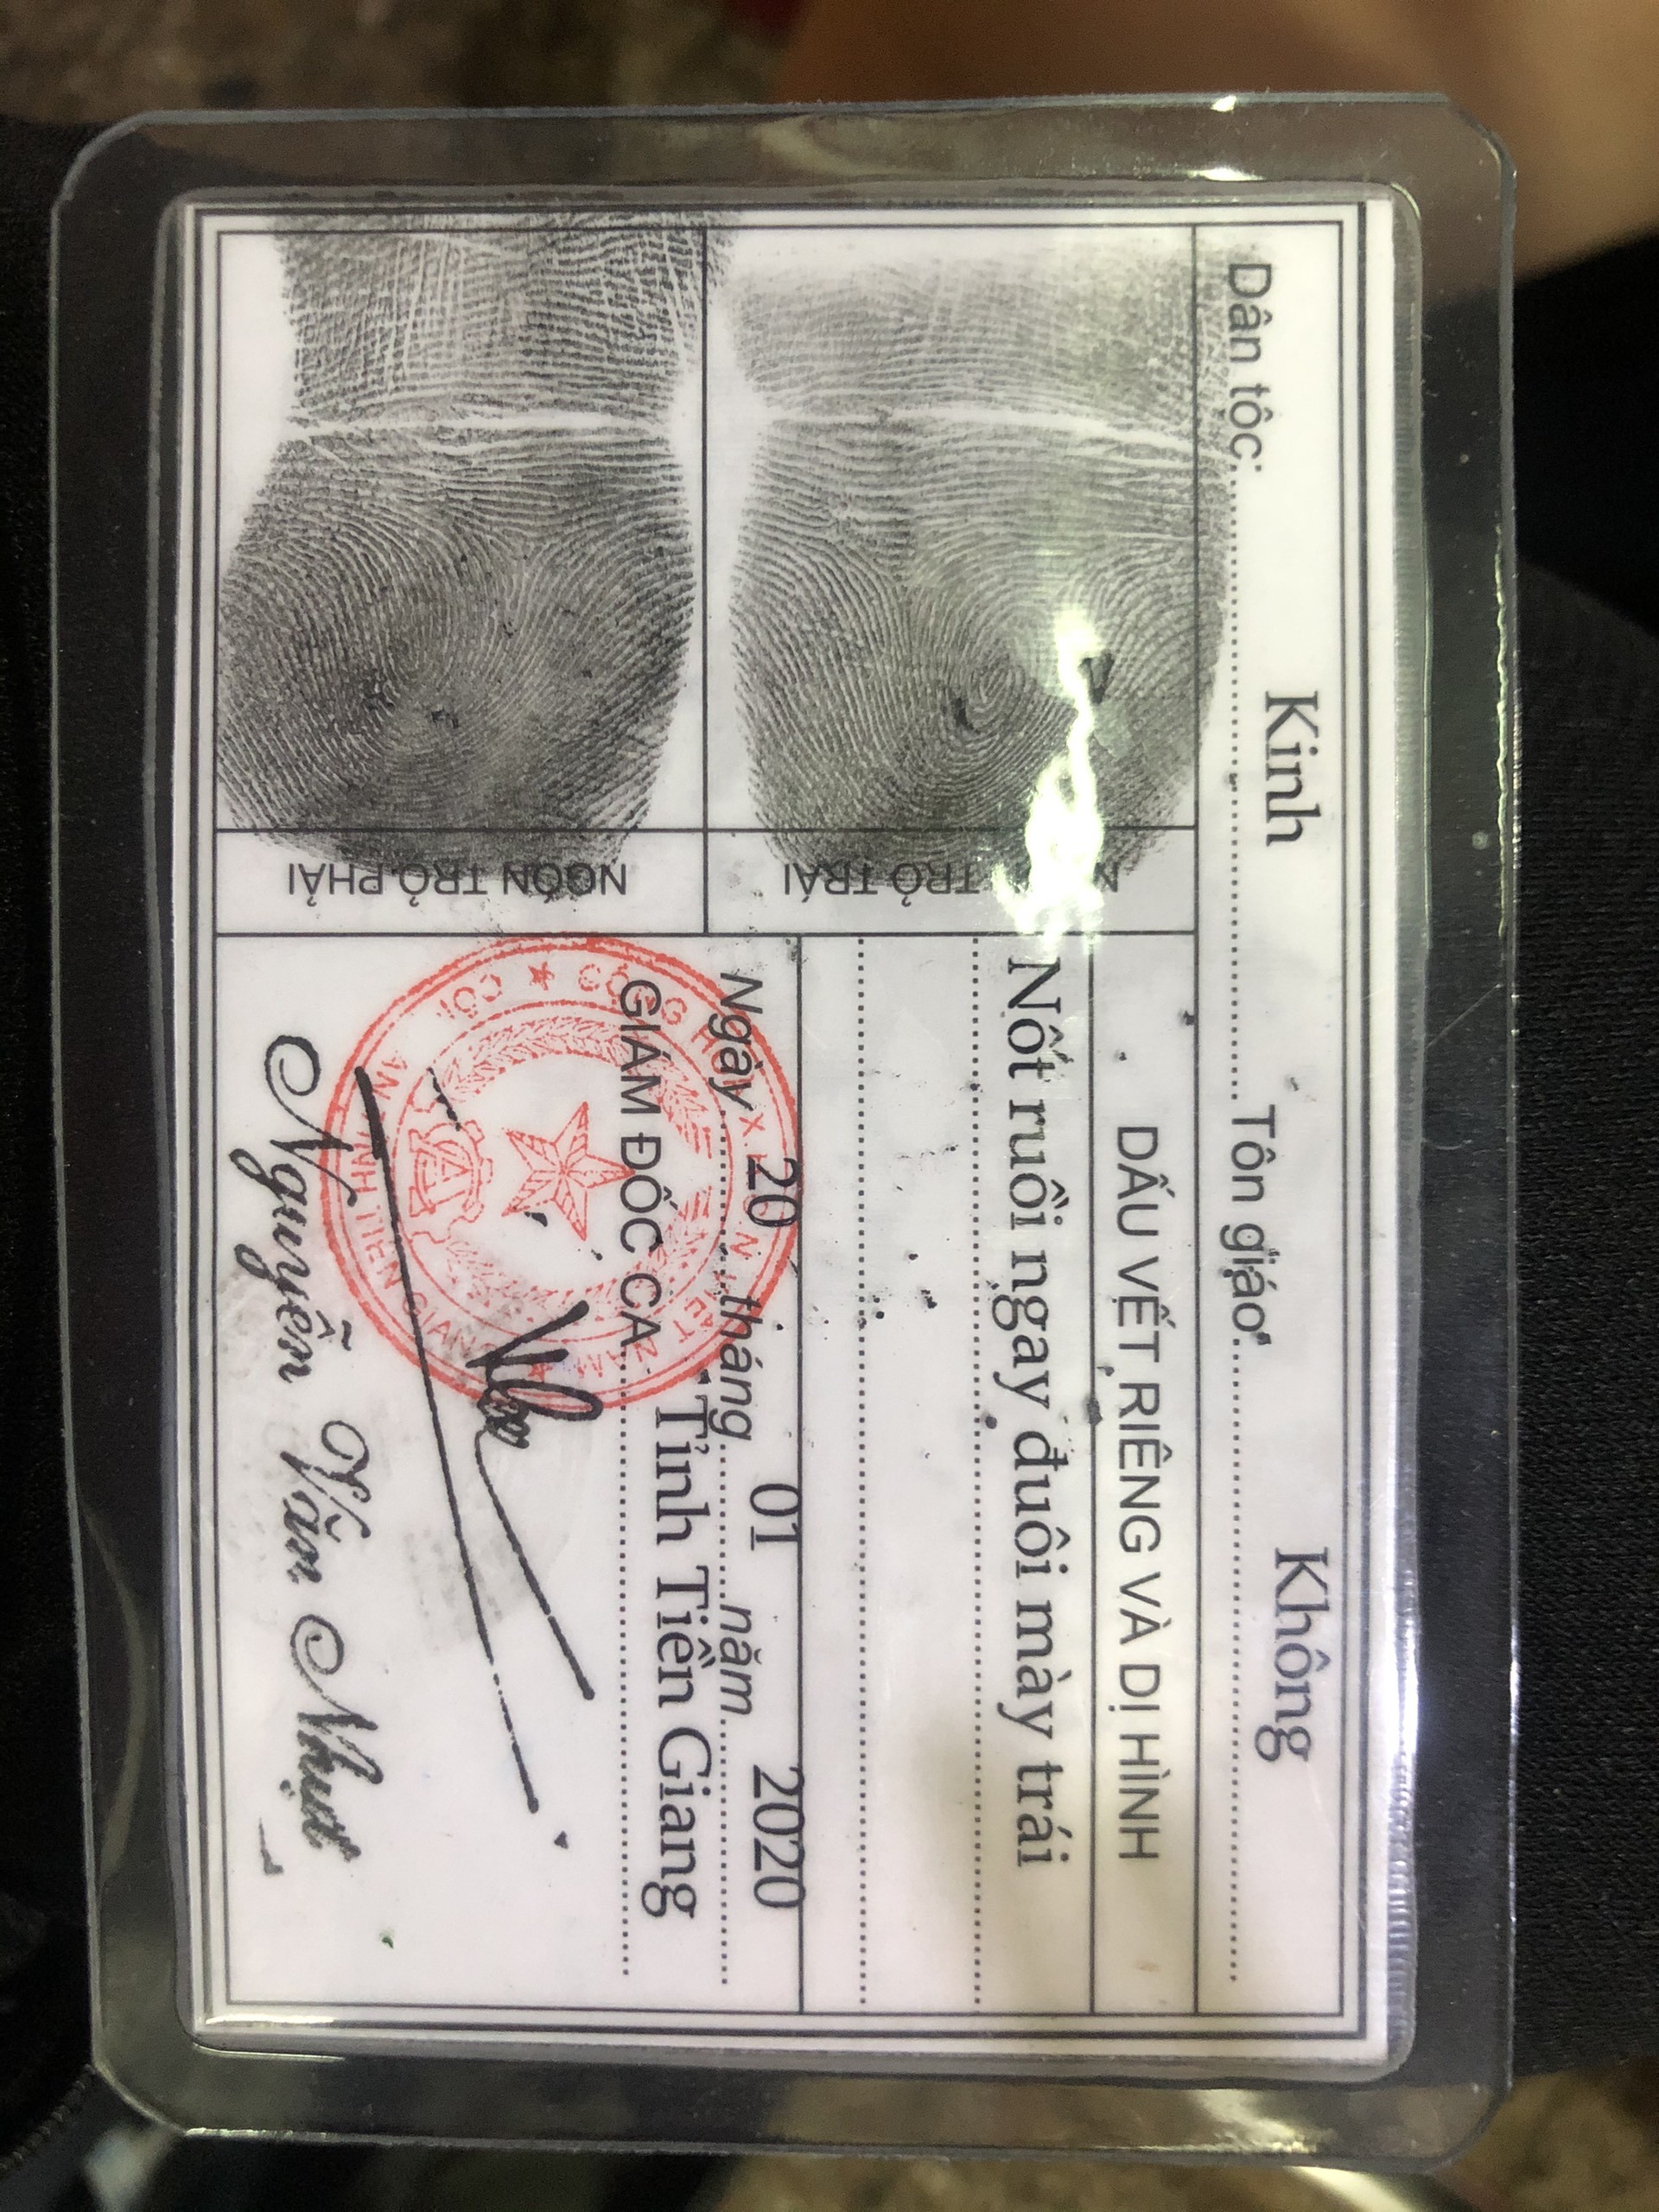 Dân tộc: Kinh Tôn giáo: Không
DẤU VẾT RIÊNG VÀ DỊ HÌNH
Nốt ruồi ngay đuôi mày trái
NGÓN TRỎ TRÁI
NGÓN TRỎ PHẢI
Ngày 20 tháng 01 năm 2020
GIÁM ĐỐC CA Tỉnh Tiền Giang
Nguyễn Văn Nhựt